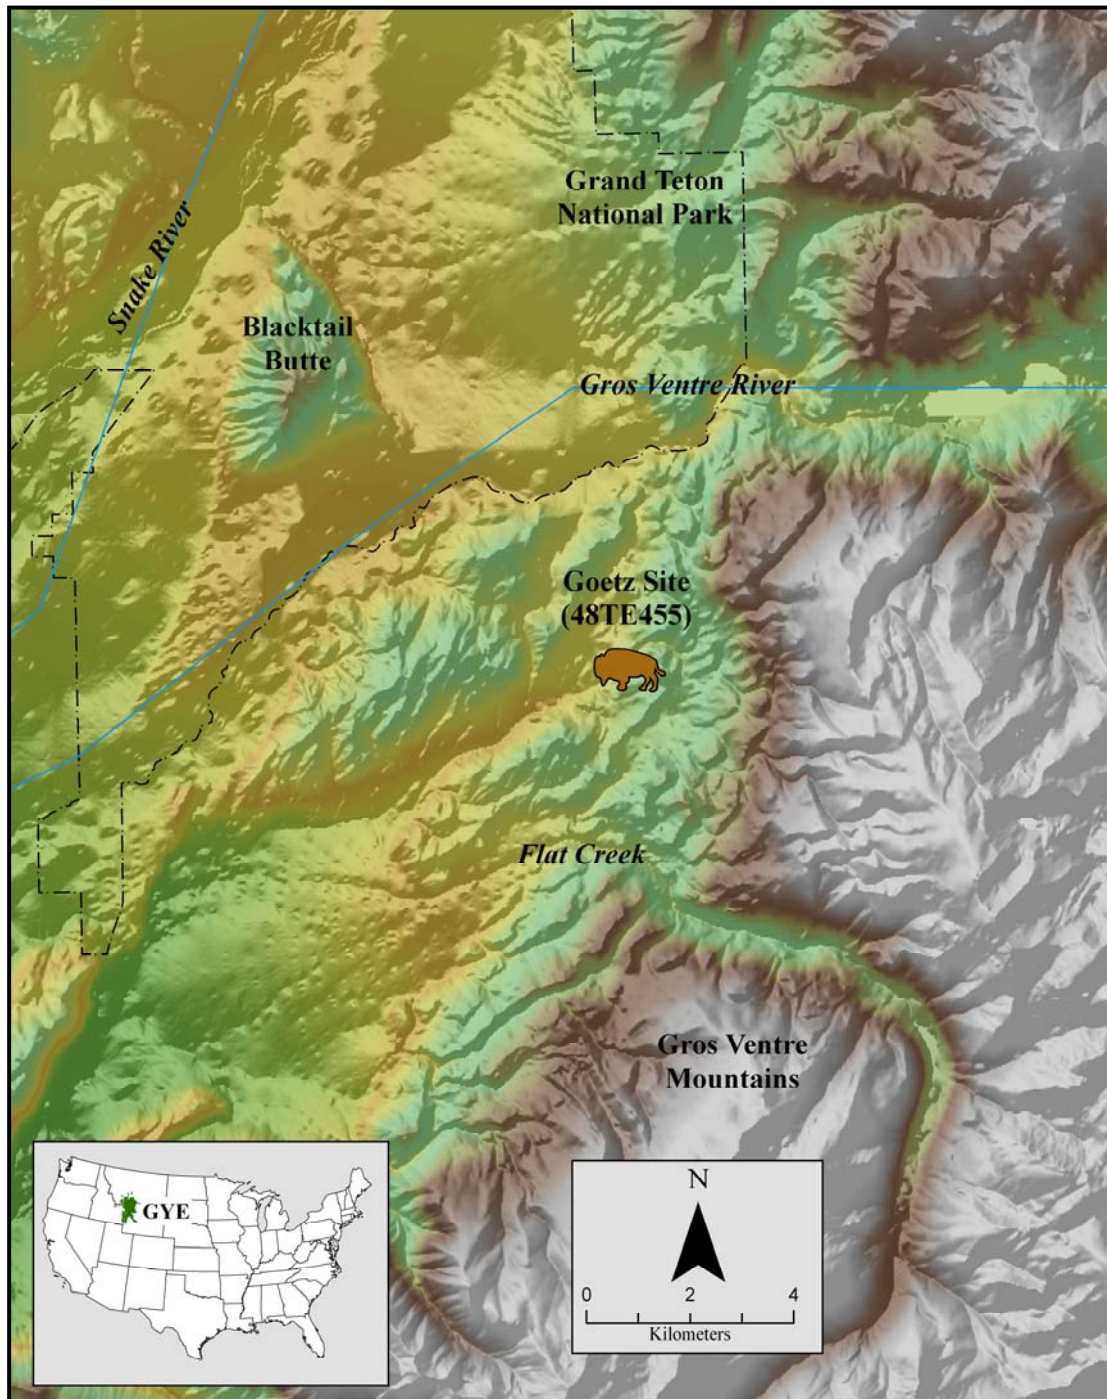 Grand Teton
National Park
Snake River
Blacktail
Butte
Gros Ventre River
Goetz Site
(48TE455)
Flat Creek
Gros Ventre
Mountains
GYE
N
0 2 4
Kilometers